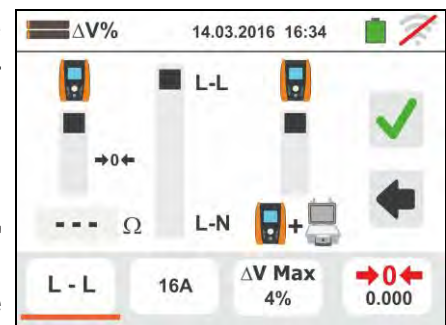 ΔV% 14.03.2016 16:34
L-L
→0←
- - - Ω L-N +
L - L 16A ΔV Max 4% →0← 0.000